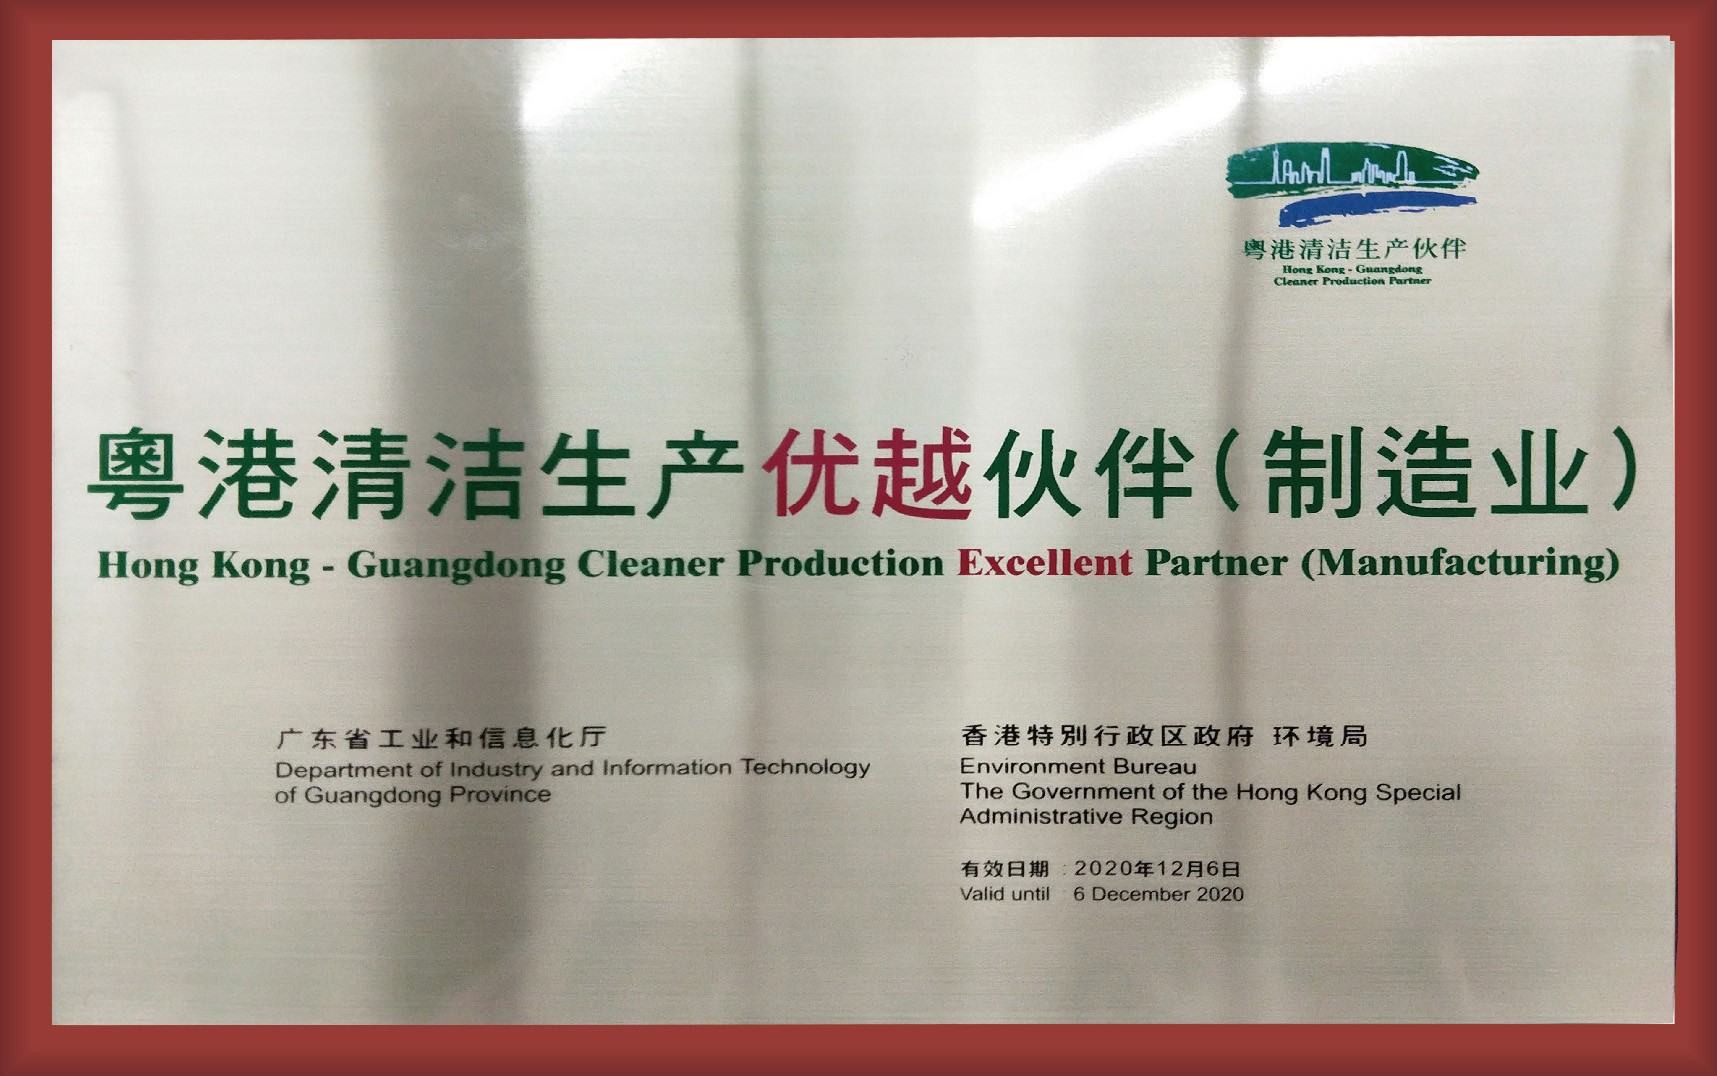 粤港清洁生产伙伴
Hong Kong - Guangdong
Cleaner Production Partner
粤港清洁生产优越伙伴(制造业)
Hong Kong - Guangdong Cleaner Production Excellent Partner (Manufacturing)
广东省工业和信息化厅
Department of Industry and Information Technology
of Guangdong Province
香港特别行政区政府 环境局
Environment Bureau
The Government of the Hong Kong Special
Administrative Region
有效日期 : 2020年12月6日
Valid until 6 December 2020